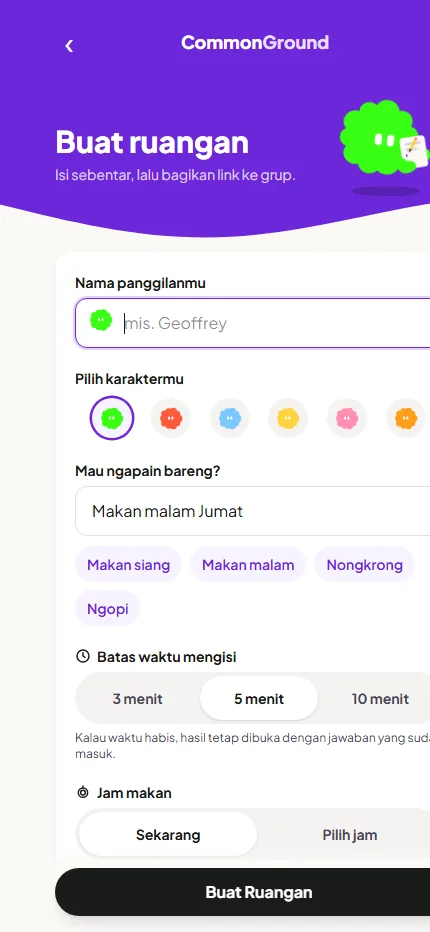 CommonGround
Buat ruangan
Isi sebentar, lalu bagikan link ke grup.
Nama panggilanmu
mis. Geoffrey
Pilih karaktermu
Mau ngapain bareng?
Makan malam Jumat
Makan siang
Makan malam
Nongkrong
Ngopi
Batas waktu mengisi
3 menit
5 menit
10 menit
Kalau waktu habis, hasil tetap dibuka dengan jawaban yang
masuk.
Jam makan
Sekarang
Pilih jam
Buat Ruangan